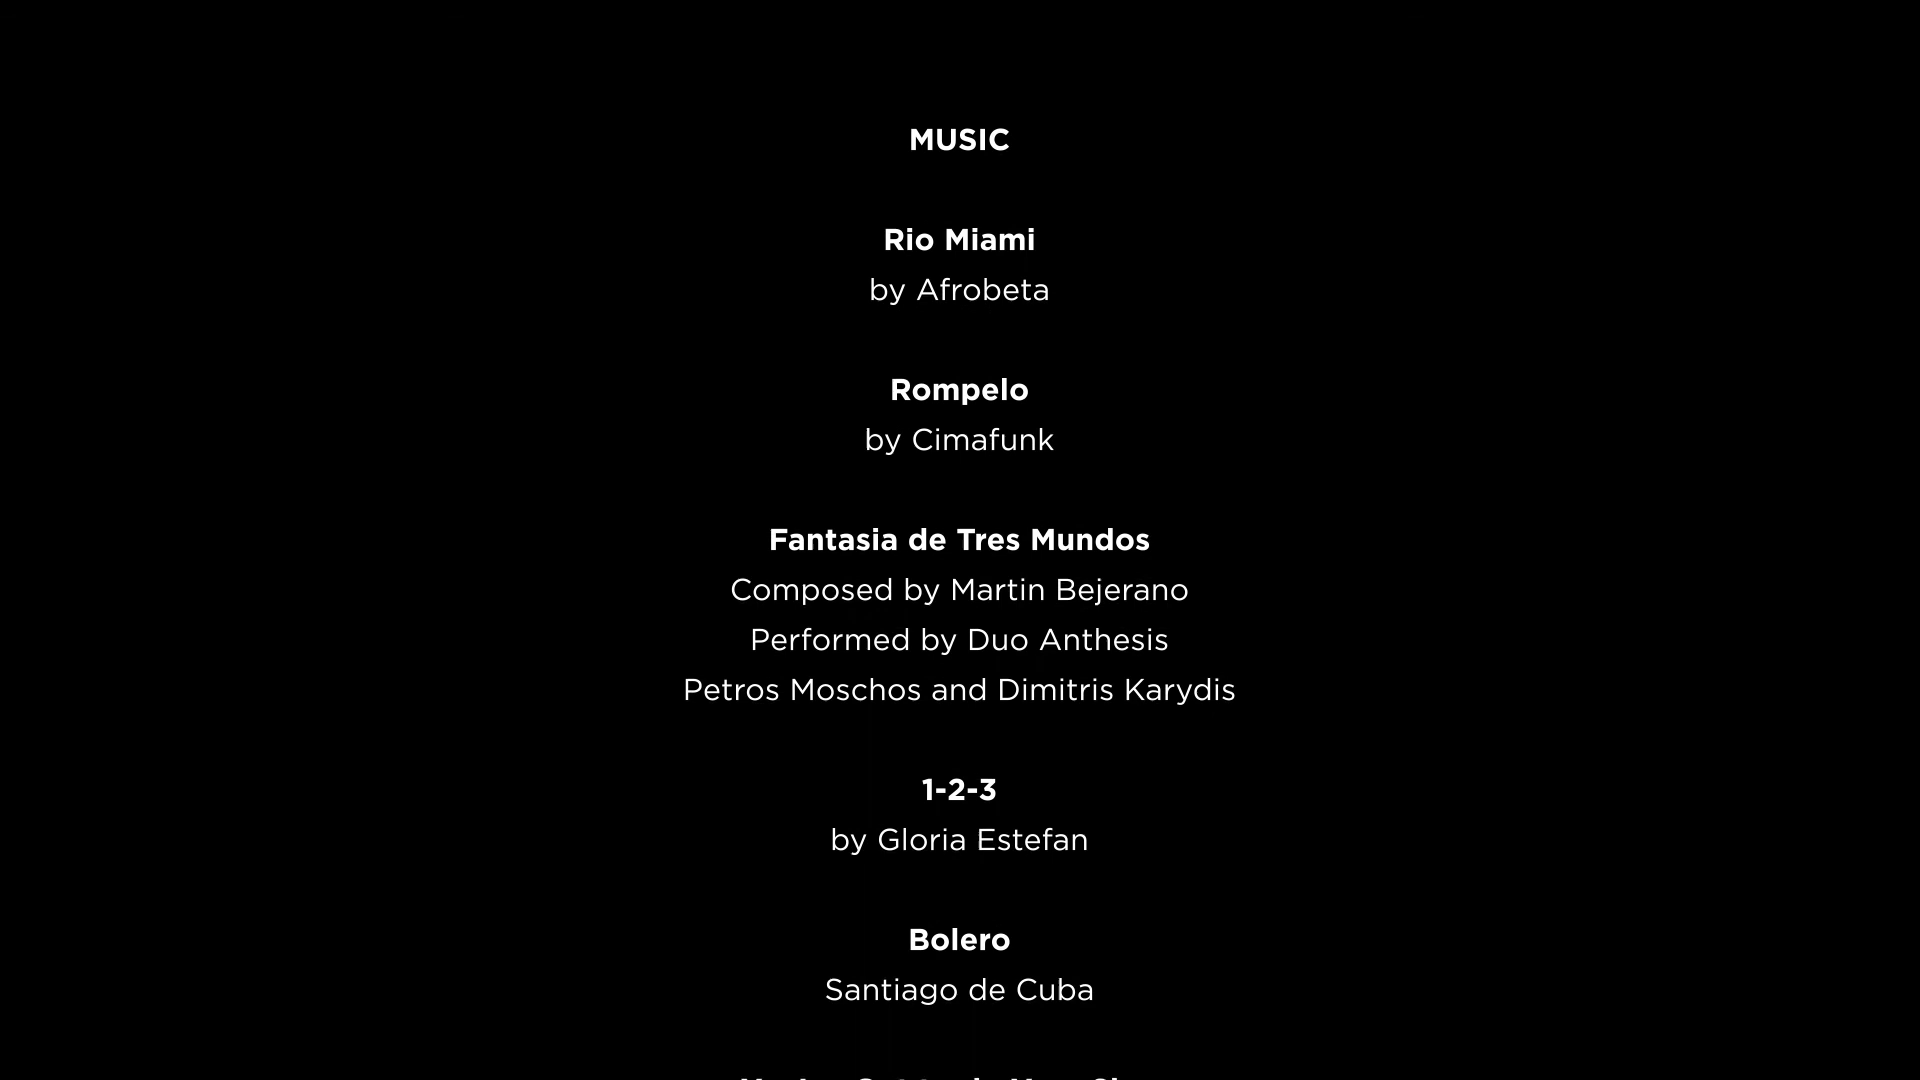 MUSIC
Rio Miami
by Afrobeta
Rompelo
by Cimafunk
Fantasia de Tres Mundos
Composed by Martin Bejerano
Performed by Duo Anthesis
Petros Moschos and Dimitris Karydis
1-2-3
by Gloria Estefan
Bolero
Santiago de Cuba